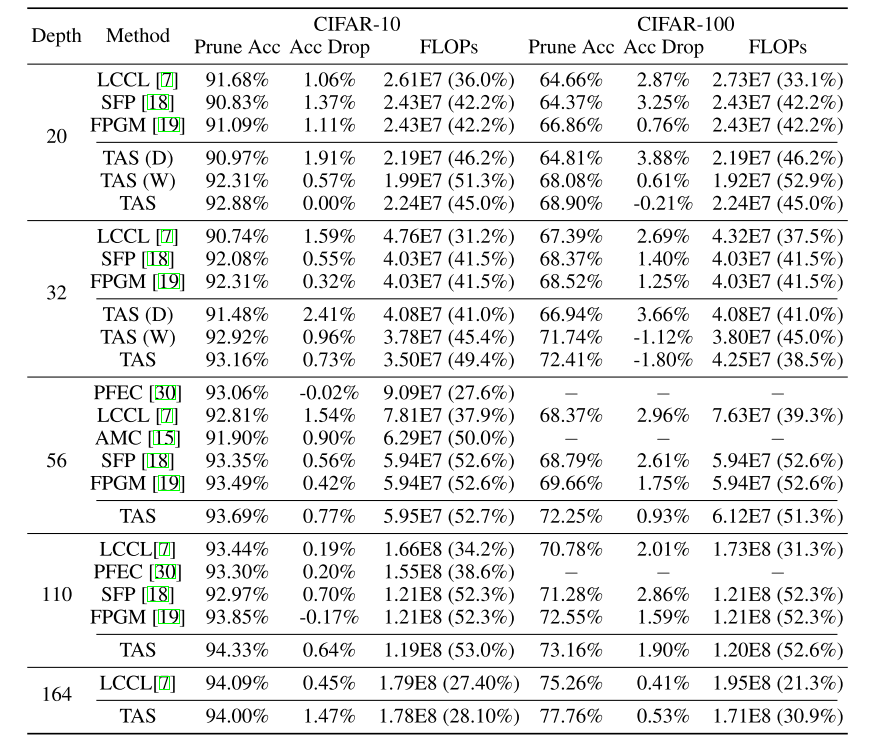 CIFAR-10 CIFAR-100
Depth Method
Prune Acc Acc Drop FLOPs Prune Acc Acc Drop FLOPs
LCCL [7] 91.68% 1.06% 2.61E7 (36.0%) 64.66% 2.87% 2.73E7 (33.1%)
SFP [18] 90.83% 1.37% 2.43E7 (42.2%) 64.37% 3.25% 2.43E7 (42.2%)
FPGM [19] 91.09% 1.11% 2.43E7 (42.2%) 66.86% 0.76% 2.43E7 (42.2%)
20
TAS (D) 90.97% 1.91% 2.19E7 (46.2%) 64.81% 3.88% 2.19E7 (46.2%)
TAS (W) 92.31% 0.57% 1.99E7 (51.3%) 68.08% 0.61% 1.92E7 (52.9%)
TAS 92.88% 0.00% 2.24E7 (45.0%) 68.90% -0.21% 2.24E7 (45.0%)
LCCL [7] 90.74% 1.59% 4.76E7 (31.2%) 67.39% 2.69% 4.32E7 (37.5%)
SFP [18] 92.08% 0.55% 4.03E7 (41.5%) 68.37% 1.40% 4.03E7 (41.5%)
FPGM [19] 92.31% 0.32% 4.03E7 (41.5%) 68.52% 1.25% 4.03E7 (41.5%)
32
TAS (D) 91.48% 2.41% 4.08E7 (41.0%) 66.94% 3.66% 4.08E7 (41.0%)
TAS (W) 92.92% 0.96% 3.78E7 (45.4%) 71.74% -1.12% 3.80E7 (45.0%)
TAS 93.16% 0.73% 3.50E7 (49.4%) 72.41% -1.80% 4.25E7 (38.5%)
PFEC [30] 93.06% -0.02% 9.09E7 (27.6%) − − −
LCCL [7] 92.81% 1.54% 7.81E7 (37.9%) 68.37% 2.96% 7.63E7 (39.3%)
AMC [15] 91.90% 0.90% 6.29E7 (50.0%) − − −
56 SFP [18] 93.35% 0.56% 5.94E7 (52.6%) 68.79% 2.61% 5.94E7 (52.6%)
FPGM [19] 93.49% 0.42% 5.94E7 (52.6%) 69.66% 1.75% 5.94E7 (52.6%)
TAS 93.69% 0.77% 5.95E7 (52.7%) 72.25% 0.93% 6.12E7 (51.3%)
LCCL[7] 93.44% 0.19% 1.66E8 (34.2%) 70.78% 2.01% 1.73E8 (31.3%)
PFEC [30] 93.30% 0.20% 1.55E8 (38.6%) − − −
110 SFP [18] 92.97% 0.70% 1.21E8 (52.3%) 71.28% 2.86% 1.21E8 (52.3%)
FPGM [19] 93.85% -0.17% 1.21E8 (52.3%) 72.55% 1.59% 1.21E8 (52.3%)
TAS 94.33% 0.64% 1.19E8 (53.0%) 73.16% 1.90% 1.20E8 (52.6%)
LCCL[7] 94.09% 0.45% 1.79E8 (27.40%) 75.26% 0.41% 1.95E8 (21.3%)
164
TAS 94.00% 1.47% 1.78E8 (28.10%) 77.76% 0.53% 1.71E8 (30.9%)